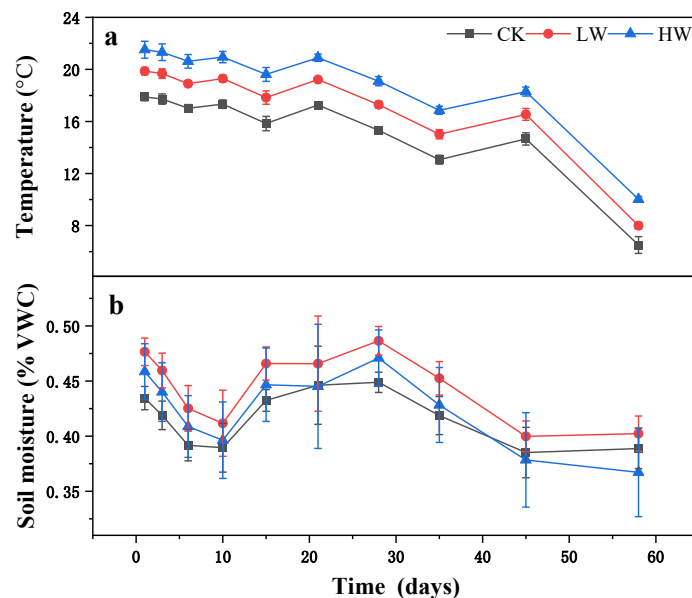 a
CK LW HW
24
20
16
12
8
Temperature (°C)
b
0.50
0.45
0.40
0.35
Soil moisture (% VWC)
0 10 20 30 40 50 60
Time (days)